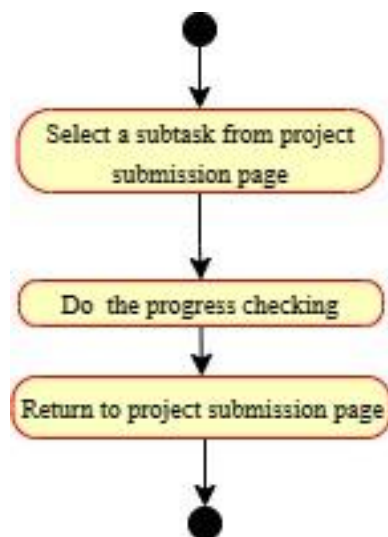 Select a subtask from project
submission page
Do the progress checking
Return to project submission page